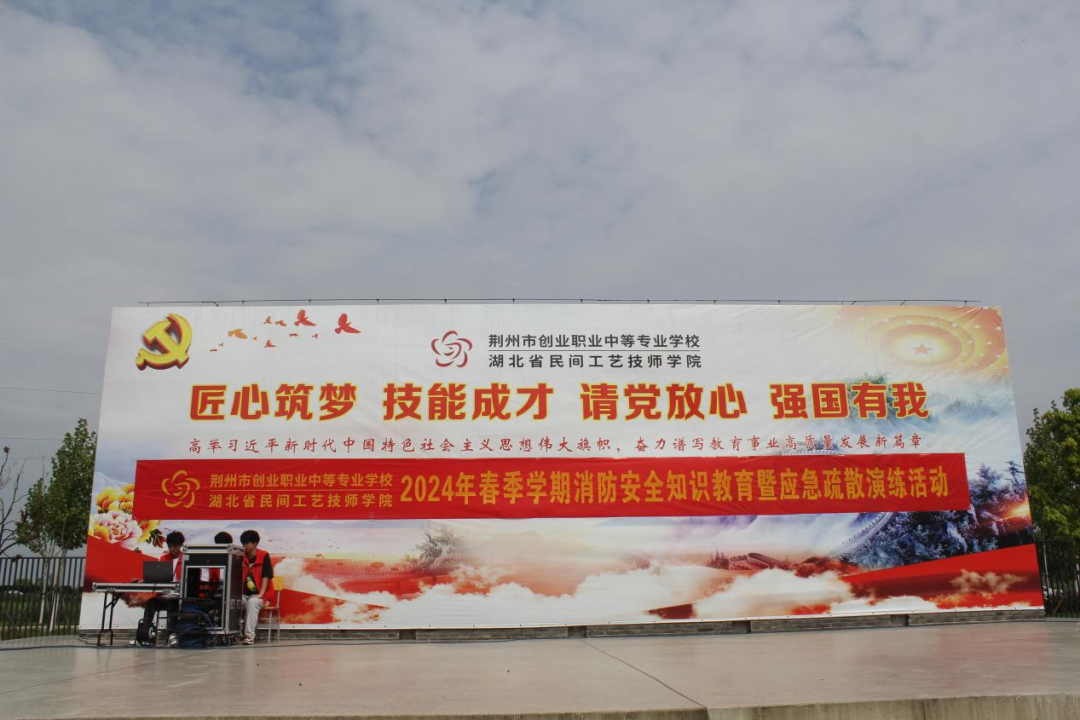 荆州市创业职业中等专业学校
湖北省民间工艺技师学院
匠心筑梦 技能成才 请党放心 强国有我
高举习近平新时代中国特色社会主义思想伟大旗帜，奋力谱写教育事业高质量发展新篇章
荆州市创业职业中等专业学校
湖北省民间工艺技师学院
2024年春季学期消防安全知识教育暨应急疏散演练活动